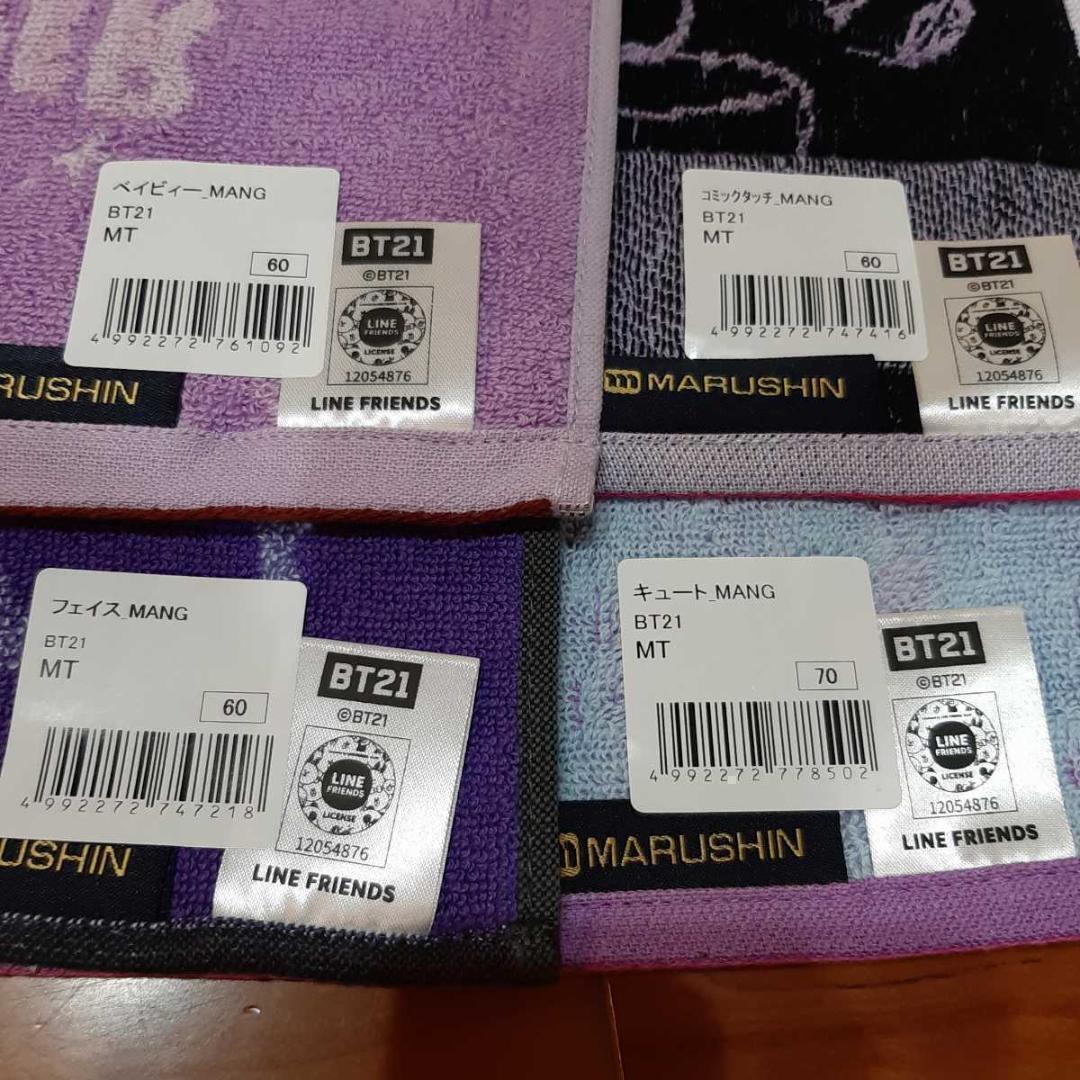 ベイビィー_MANG
BT21
MT
60
4992272761092
BT21
©BT21
LINE
FRIENDS
LICENSE
12054876
LINE FRIENDS
RUSHIN
コミックタッチ_MANG
BT21
MT
60
4992272747416
BT21
©BT21
LINE
FRIENDS
LICENSE
12054876
LINE FRIENDS
MARUSHIN
フェイス_MANG
BT21
MT
60
4992272747218
BT21
©BT21
LINE
FRIENDS
LICENSE
12054876
LINE FRIENDS
USHIN
キュート_MANG
BT21
MT
70
4992272778502
BT21
©BT21
LINE
FRIENDS
LICENSE
12054876
LINE FRIENDS
MARUSHIN